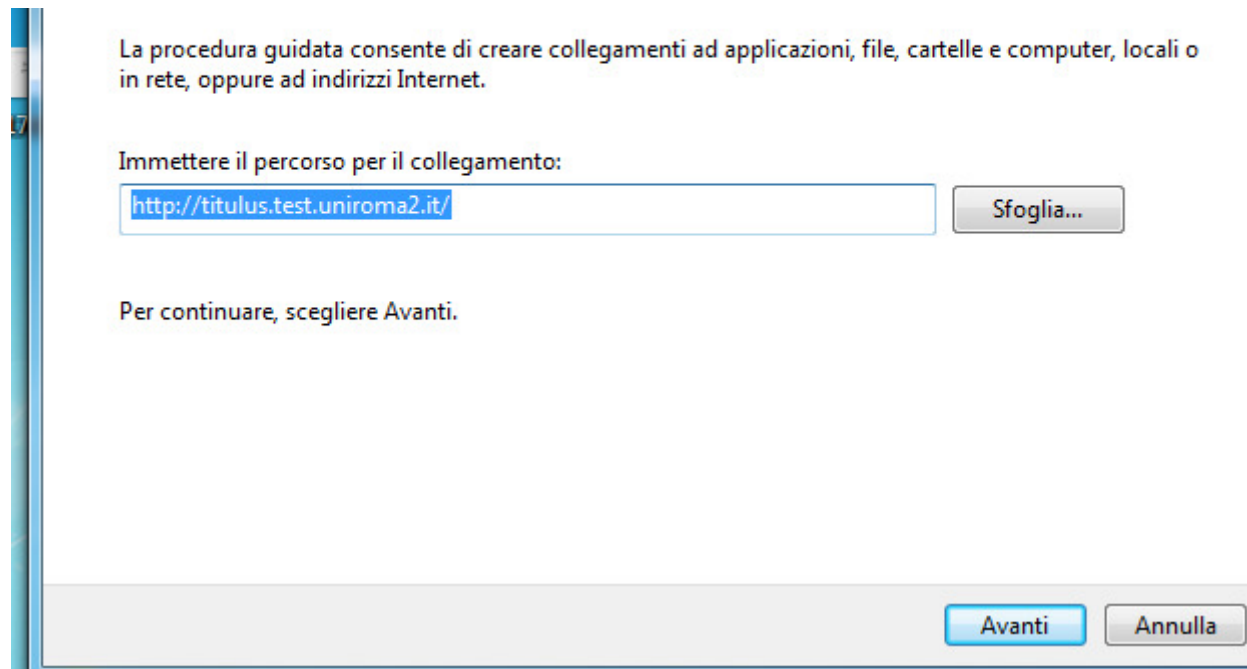 La procedura guidata consente di creare collegamenti ad applicazioni, file, cartelle e computer, locali o
in rete, oppure ad indirizzi Internet.
17
Immettere il percorso per il collegamento:
http://titulus.test.uniroma2.it/
Sfoglia...
Per continuare, scegliere Avanti.
Avanti
Annulla